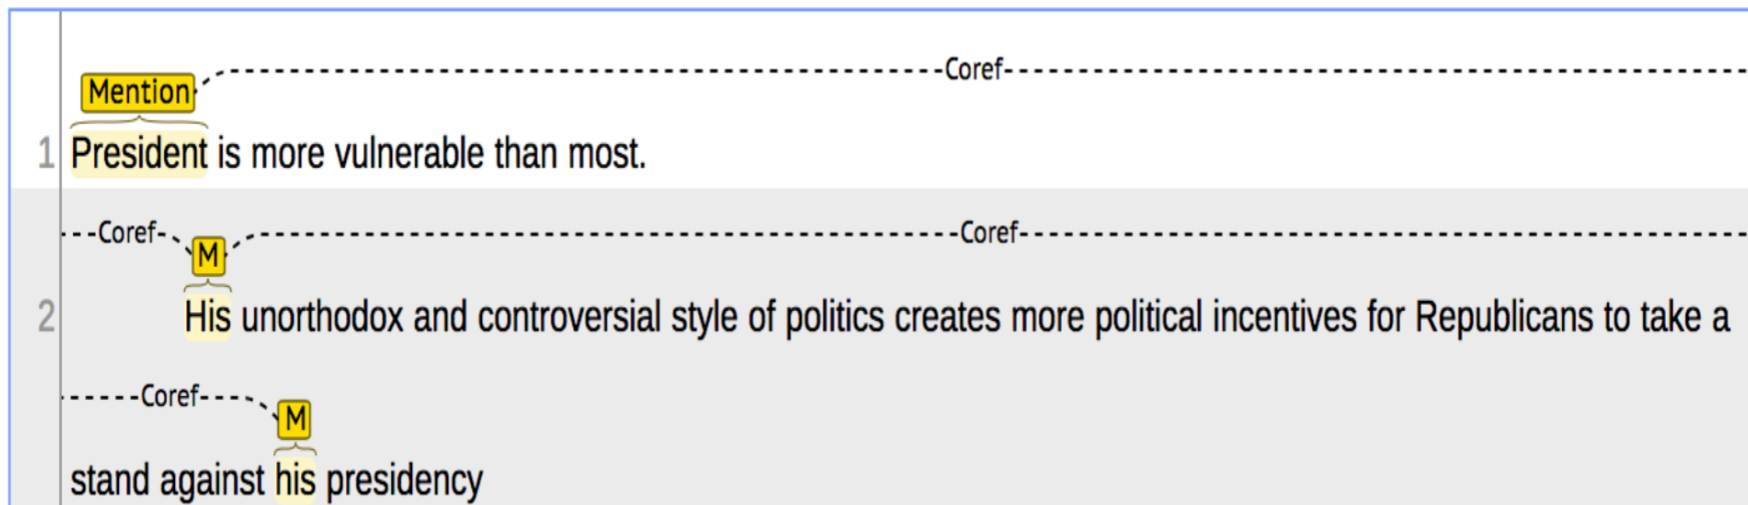 Coref
Mention
1 President is more vulnerable than most.
Coref M Coref
2 His unorthodox and controversial style of politics creates more political incentives for Republicans to take a
Coref M
stand against his presidency